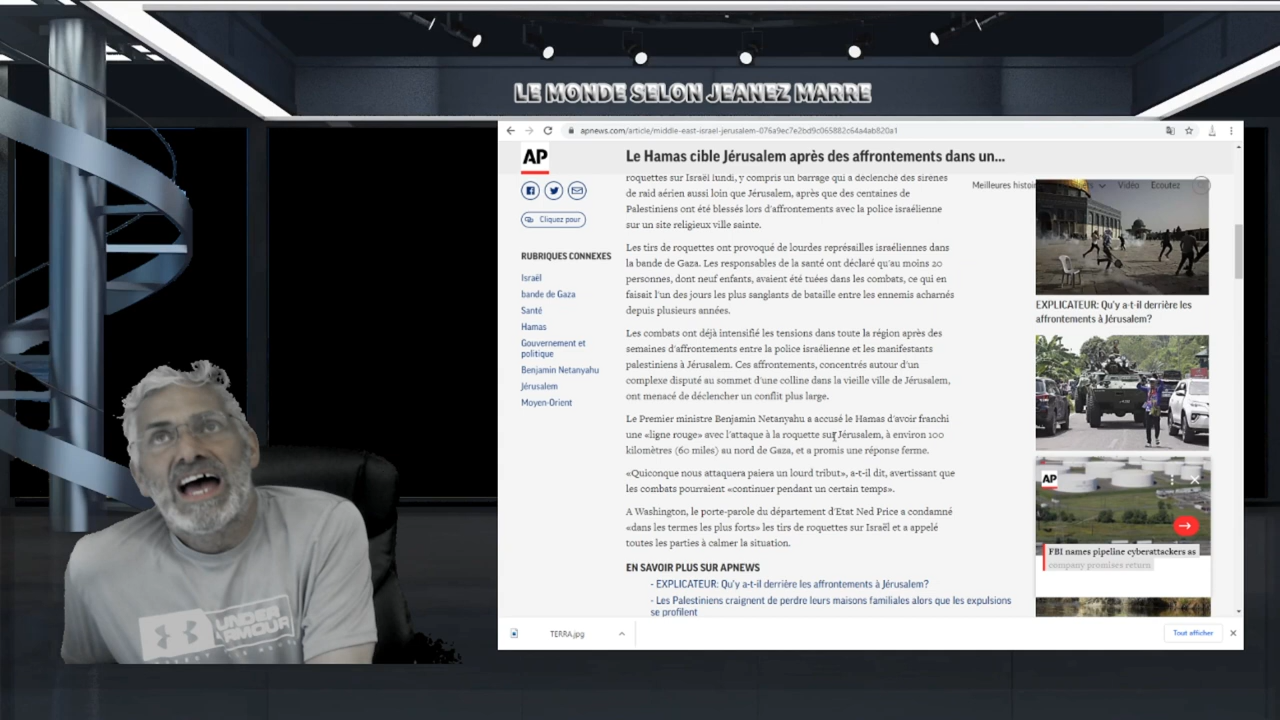 LE MONDE SELON JEANEZ MARRE
apnews.com/article/middle-east-israel-jerusalem-076a9ec7e2bd9c065882c64a4ab820a1
AP
Le Hamas cible Jérusalem après des affrontements dans un...
Meilleures
Vidéo
Ecoutez
Cliquez pour
RUBRIQUES CONNEXES
Israël
bande de Gaza
Santé
Hamas
Gouvernement et
politique
Benjamin Netanyahu
Jérusalem
Moyen-Orient
roquettes sur Israël lundi, y compris un barrage qui a déclenché des sirènes
de raid aérien aussi loin que Jérusalem, après que des centaines de
Palestiniens ont été blessés lors d'affrontements avec la police israélienne
sur un site religieux ville sainte.
Les tirs de roquettes ont provoqué de lourdes représailles israéliennes dans
la bande de Gaza. Les responsables de la santé ont déclaré qu'au moins 20
personnes, dont neuf enfants, avaient été tuées dans les combats, ce qui en
faisait l'un des jours les plus sanglants de bataille entre les ennemis acharnés
depuis plusieurs années.
Les combats ont déjà intensifié les tensions dans toute la région après des
semaines d'affrontements entre la police israélienne et les manifestants
palestiniens à Jérusalem. Ces affrontements, concentrés autour d'un
complexe disputé au sommet d'une colline dans la vieille ville de Jérusalem,
ont menacé de déclencher un conflit plus large.
Le Premier ministre Benjamin Netanyahu a accusé le Hamas d'avoir franchi
une «ligne rouge» avec l'attaque à la roquette sur Jérusalem, à environ 100
kilomètres (60 miles) au nord de Gaza, et a promis une réponse ferme.
«Quiconque nous attaquera paiera un lourd tribut», a-t-il dit, avertissant que
les combats pourraient «continuer pendant un certain temps».
A Washington, le porte-parole du département d'Etat Ned Price a condamné
«dans les termes les plus forts» les tirs de roquettes sur Israël et a appelé
toutes les parties à calmer la situation.
EN SAVOIR PLUS SUR APNEWS
- EXPLICATEUR: Qu'y a-t-il derrière les affrontements à Jérusalem?
- Les Palestiniens craignent de perdre leurs maisons familiales alors que les expulsions
se profilent
EXPLICATEUR: Qu'y a-t-il derrière les
affrontements à Jérusalem?
AP
FBI names pipeline cyberattackers as
company promises return
TERRA.jpg
Tout afficher
UNDER
ARMOUR